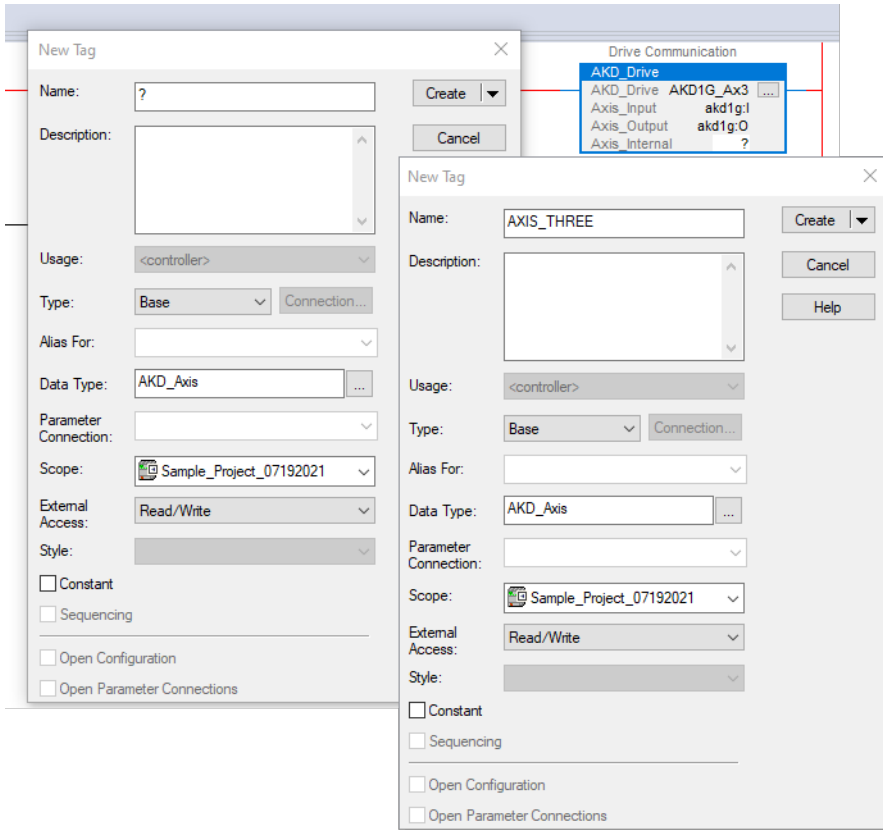 New Tag
Name:
?
Create
Description:
Cancel
Usage:
<controller>
Type:
Base
Connection...
Alias For:
Data Type:
AKD_Axis
...
Parameter
Connection:
Scope:
Sample_Project_07192021
External
Access:
Read/Write
Style:
Constant
Sequencing
Open Configuration
Open Parameter Connections
Drive Communication
AKD_Drive
AKD_Drive AKD1G_Ax3 ...
Axis_Input akd1g:I
Axis_Output akd1g:O
Axis_Internal ?
New Tag
Name:
AXIS_THREE
Create
Description:
Cancel
Help
Usage:
<controller>
Type:
Base
Connection...
Alias For:
Data Type:
AKD_Axis
...
Parameter
Connection:
Scope:
Sample_Project_07192021
External
Access:
Read/Write
Style:
Constant
Sequencing
Open Configuration
Open Parameter Connections